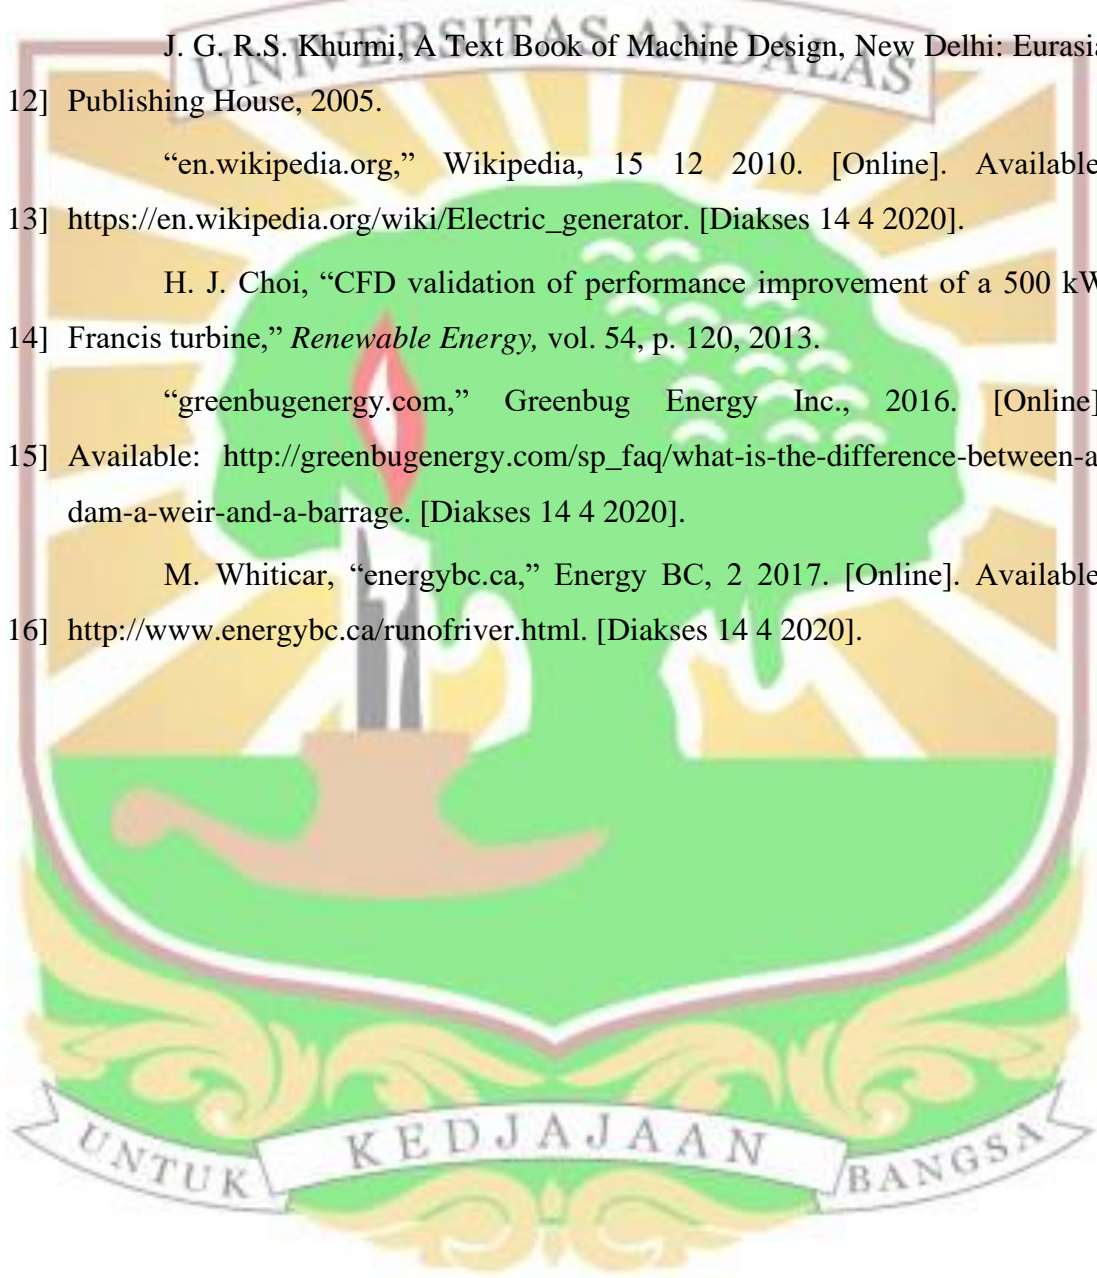 UNIVERSITAS ANDALAS
J. G. R.S. Khurmi, A Text Book of Machine Design, New Delhi: Eurasia
12] Publishing House, 2005.
“en.wikipedia.org,” Wikipedia, 15 12 2010. [Online]. Available
13] https://en.wikipedia.org/wiki/Electric_generator. [Diakses 14 4 2020].
H. J. Choi, “CFD validation of performance improvement of a 500 kW
14] Francis turbine,” Renewable Energy, vol. 54, p. 120, 2013.
“greenbugenergy.com,” Greenbug Energy Inc., 2016. [Online]
15] Available: http://greenbugenergy.com/sp_faq/what-is-the-difference-between-a-
dam-a-weir-and-a-barrage. [Diakses 14 4 2020].
M. Whiticar, “energybc.ca,” Energy BC, 2 2017. [Online]. Available
16] http://www.energybc.ca/runofriver.html. [Diakses 14 4 2020].
UNTUK KEDJAJAAN BANGSA